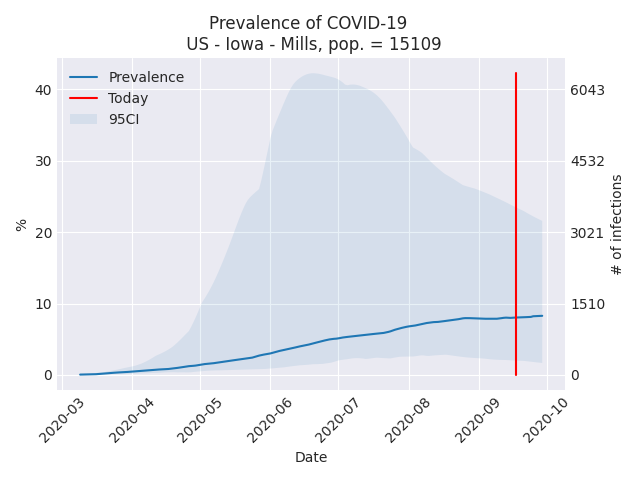 Prevalence of COVID-19
US - Iowa - Mills, pop. = 15109
Prevalence
Today
95CI
40
30
20
10
0
%
6043
4532
3021
1510
0
# of infections
2020-03
2020-04
2020-05
2020-06
2020-07
2020-08
2020-09
2020-10
Date